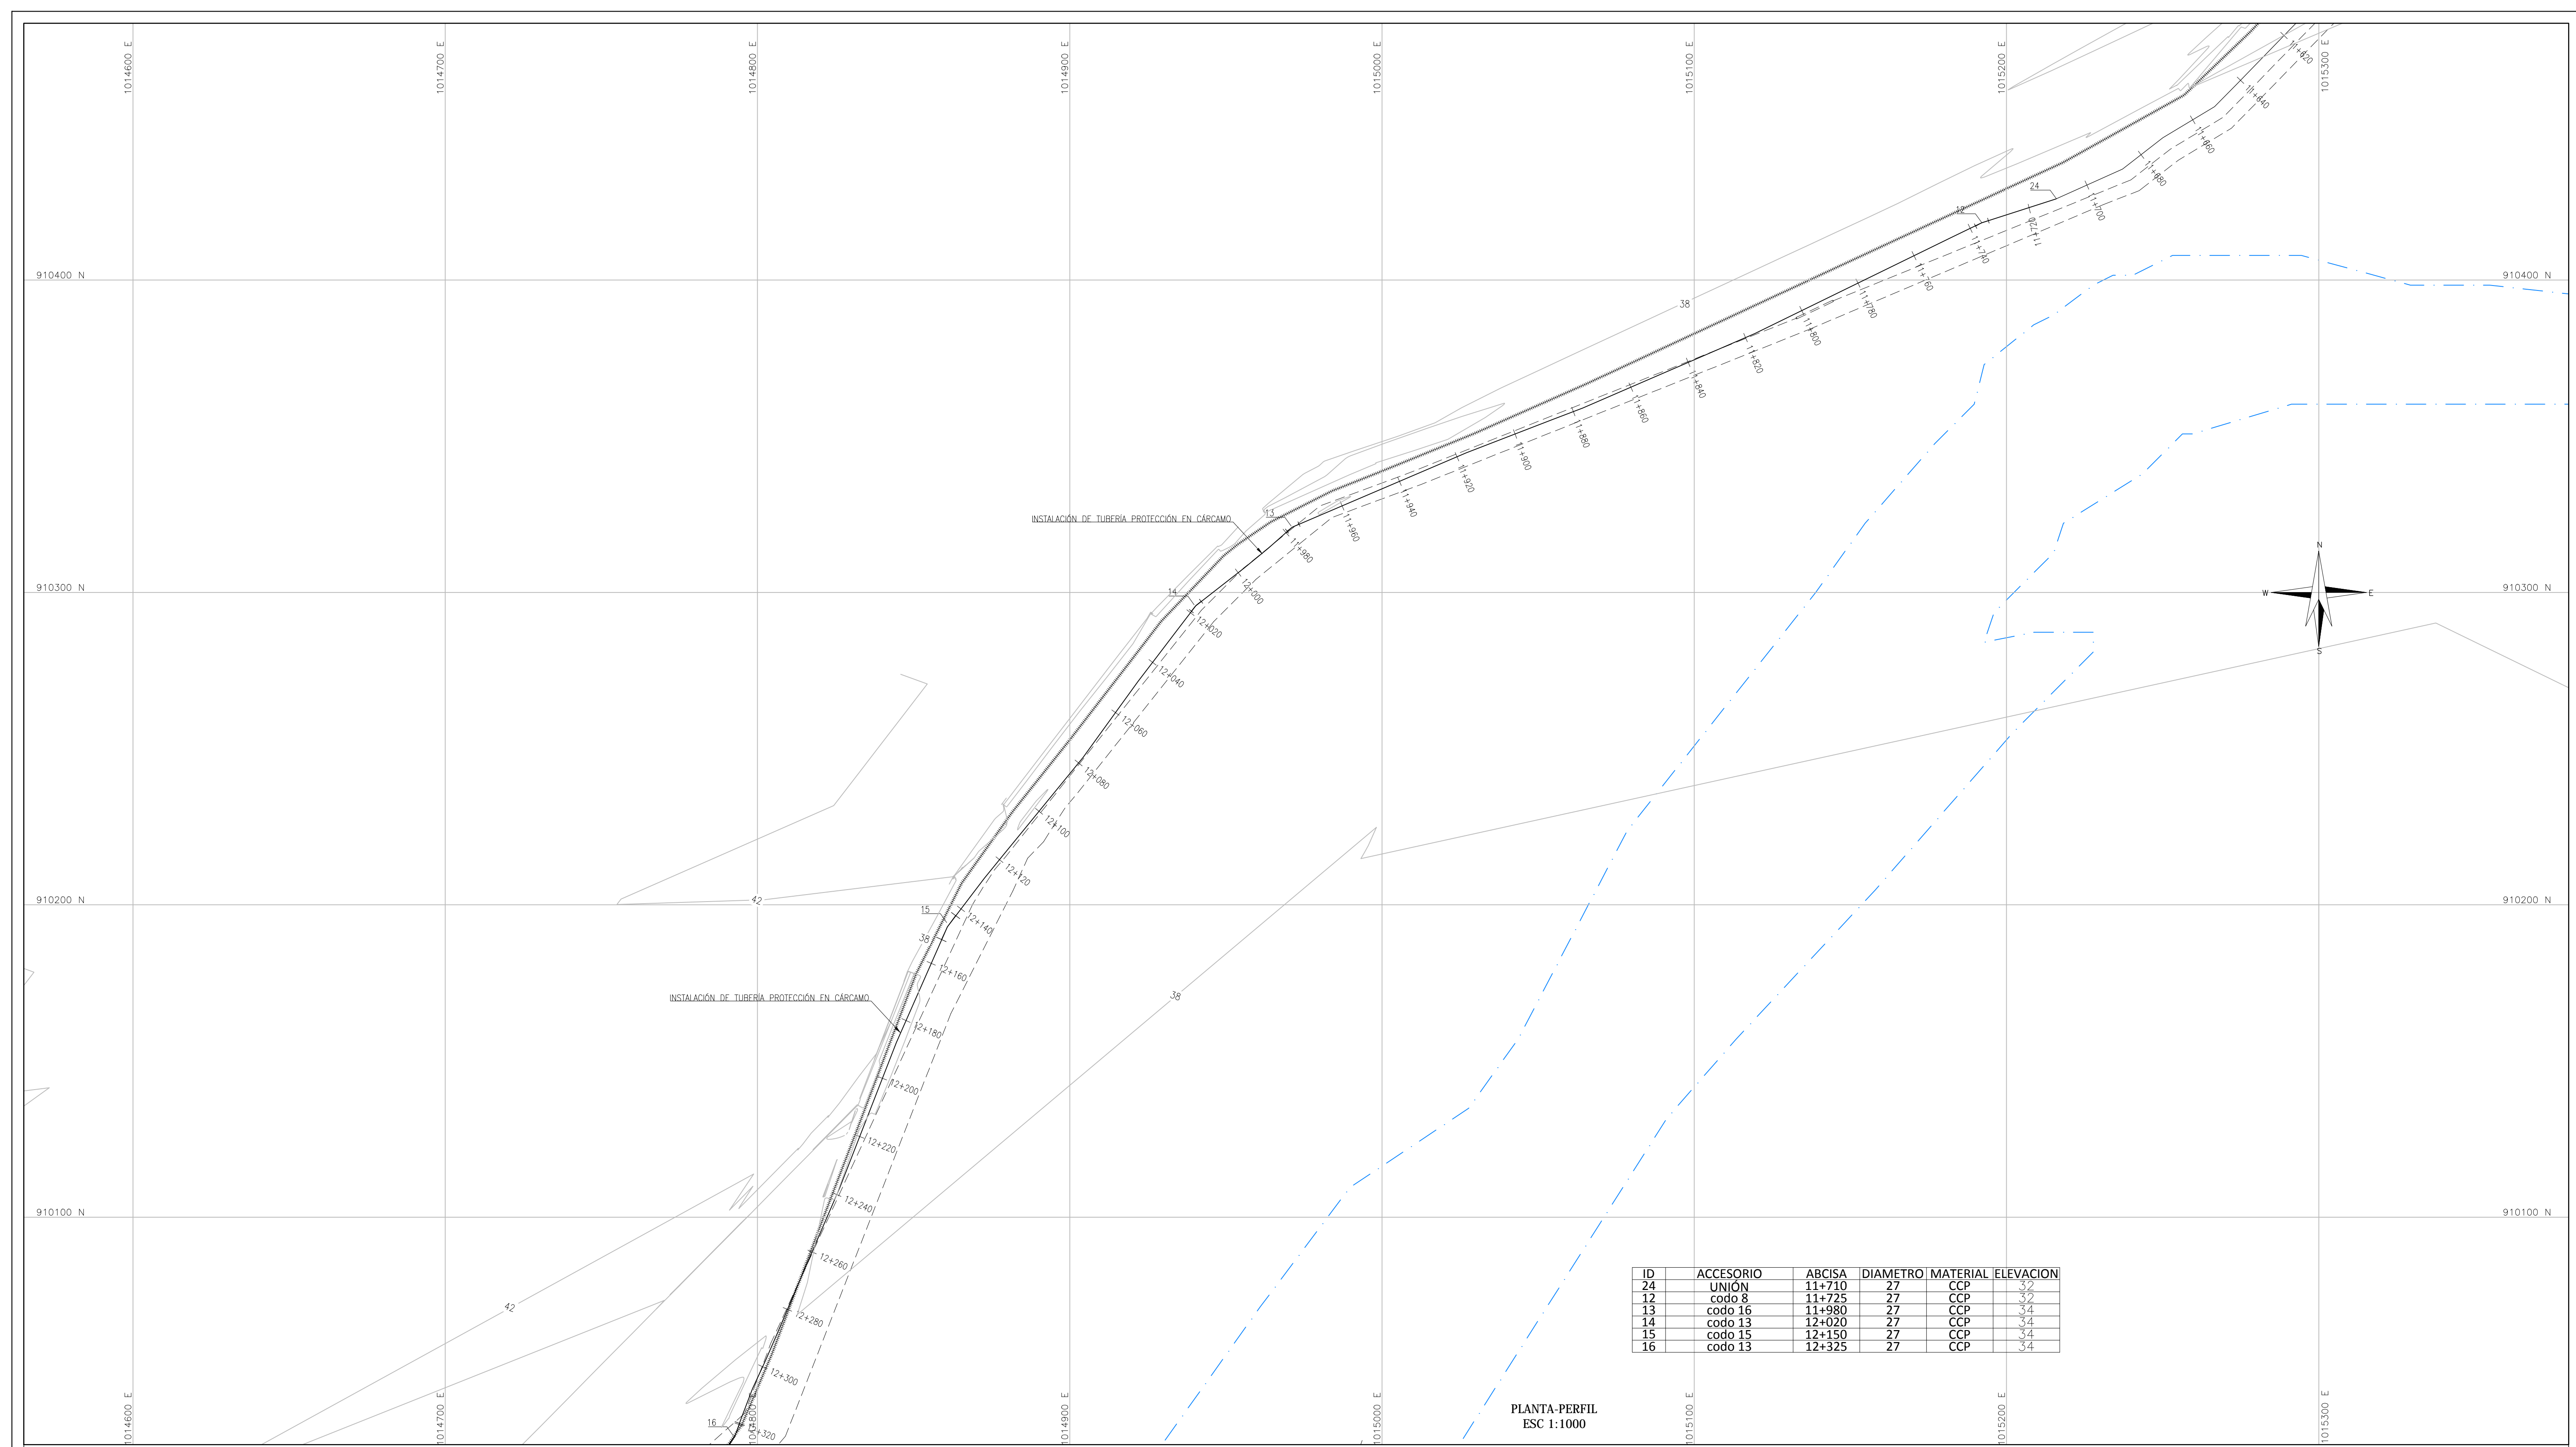 1014600 E
1014700 E
1014800 E
1014900 E
1015000 E
1015100 E
1015200 E
1015300 E
11+620
11+640
11+660
11+680
24
11+700
12
11+720
11+740
910400 N
11+760
910400 N
11+780
38
11+800
11+820
11+840
11+860
11+880
11+900
11+920
11+940
INSTALACIÓN DE TUBERÍA PROTECCIÓN EN CÁRCAMO
13
11+960
11+980
N
910300 N
14
12+000
W
E
910300 N
12+020
S
12+040
12+060
12+080
12+100
12+120
910200 N
42
15
12+140
910200 N
38
12+160
INSTALACIÓN DE TUBERÍA PROTECCIÓN EN CÁRCAMO
38
12+180
12+200
12+220
12+240
910100 N
910100 N
12+260
42
12+280
ID ACCESORIO ABCISA DIAMETRO MATERIAL ELEVACION
24 UNIÓN 11+710 27 CCP 32
12 codo 8 11+725 27 CCP 32
13 codo 16 11+980 27 CCP 34
14 codo 13 12+020 27 CCP 34
15 codo 15 12+150 27 CCP 34
16 codo 13 12+325 27 CCP 34
12+300
16
12+320
1014600 E
1014700 E
1014800 E
1014900 E
1015000 E
PLANTA-PERFIL
ESC 1:1000
1015100 E
1015200 E
1015300 E